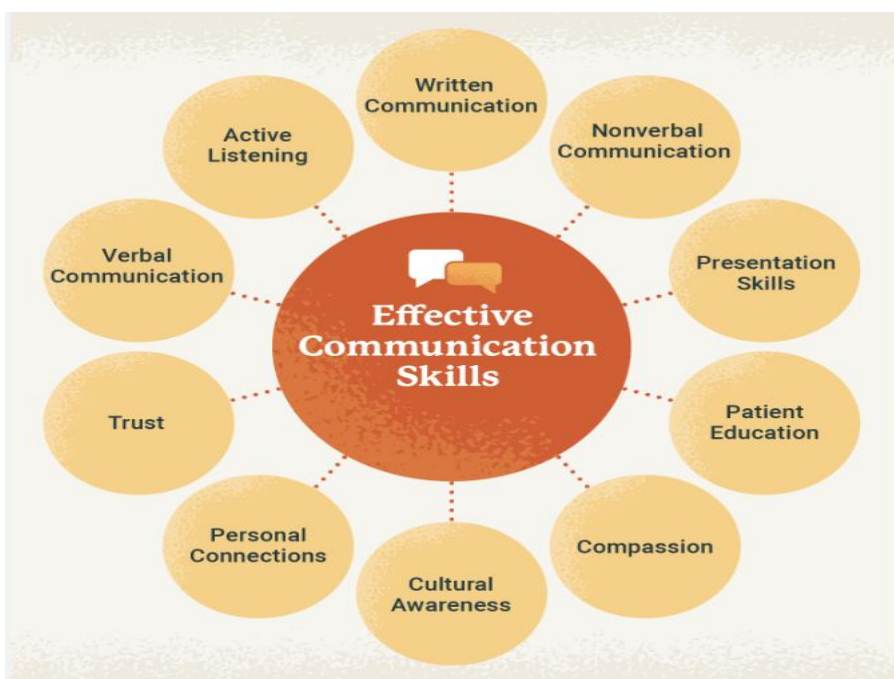 Effective
Communication
Skills
Written
Communication
Nonverbal
Communication
Presentation
Skills
Patient
Education
Compassion
Cultural
Awareness
Personal
Connections
Trust
Verbal
Communication
Active
Listening